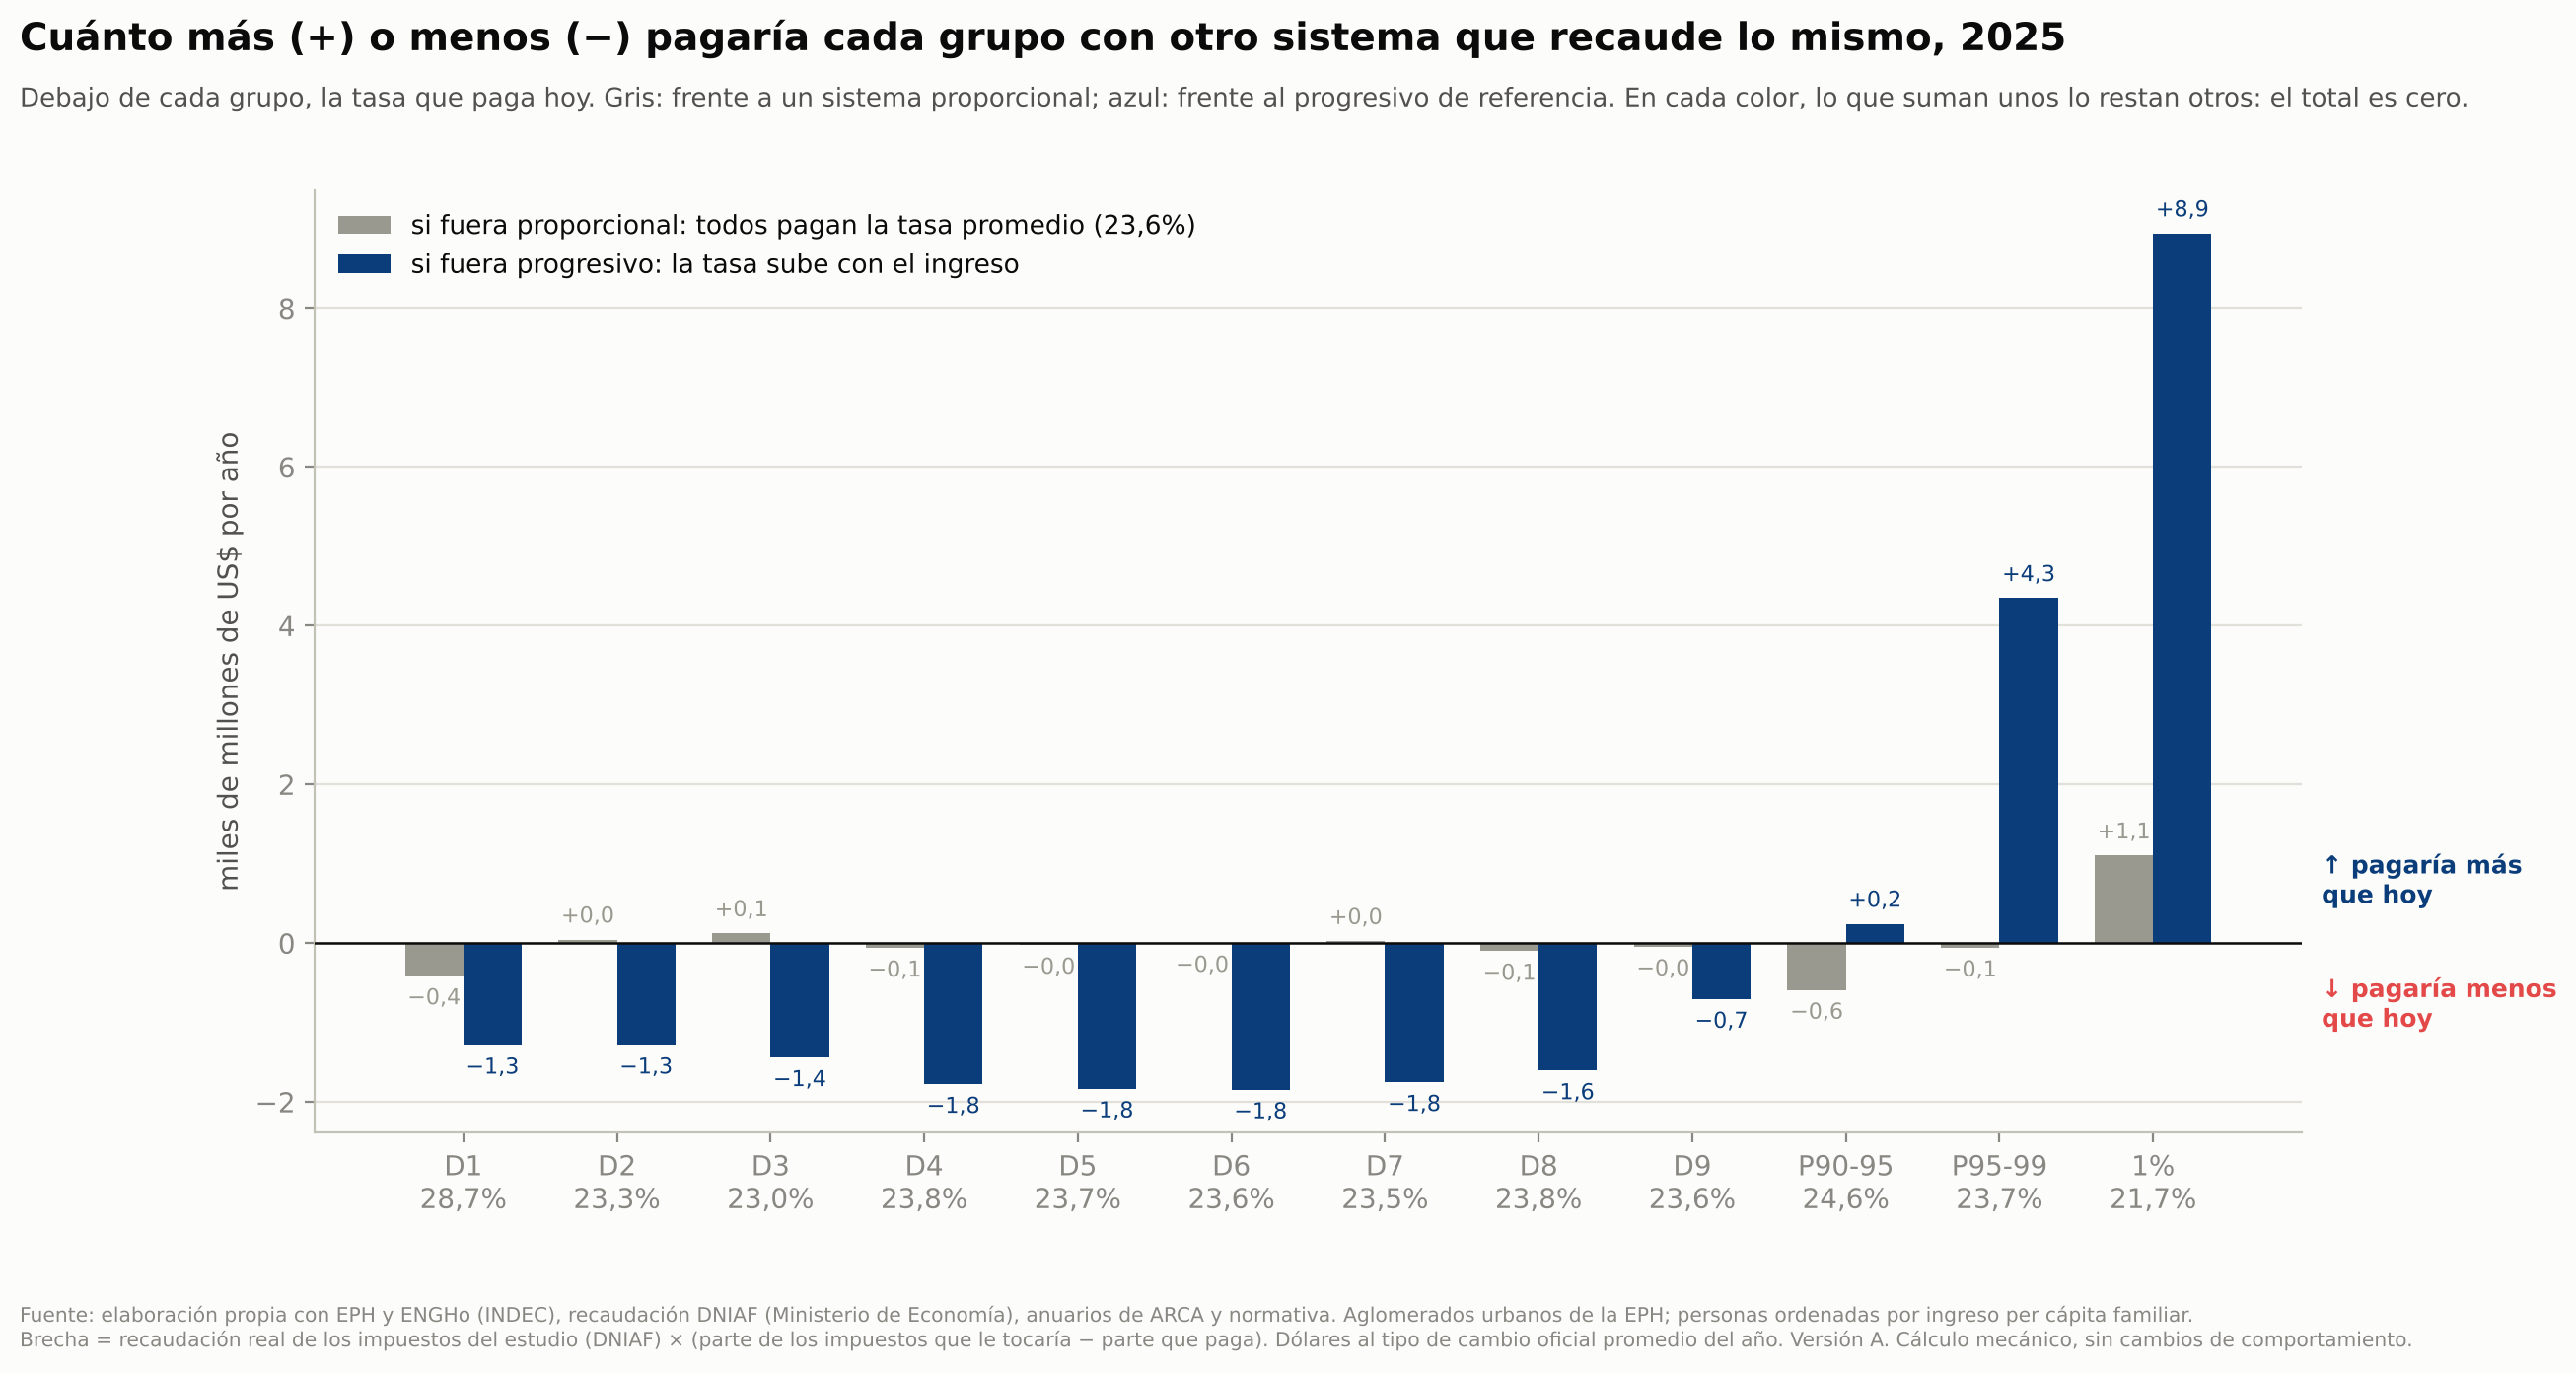 Cuánto más (+) o menos (−) pagaría cada grupo con otro sistema que recaude lo mismo, 2025
Debajo de cada grupo, la tasa que paga hoy. Gris: frente a un sistema proporcional; azul: frente al progresivo de referencia. En cada color, lo que suman unos lo restan otros: el total es cero.
si fuera proporcional: todos pagan la tasa promedio (23,6%)
si fuera progresivo: la tasa sube con el ingreso
miles de millones de US$ por año
8
6
4
2
0
−2
−0,4
−1,3
+0,0
−1,3
+0,1
−1,4
−0,1
−1,8
−0,0
−1,8
−0,0
−1,8
+0,0
−1,8
−0,1
−1,6
−0,0
−0,7
−0,6
+0,2
−0,1
+4,3
+1,1
+8,9
↑ pagaría más
que hoy
↓ pagaría menos
que hoy
D1 D2 D3 D4 D5 D6 D7 D8 D9 P90-95 P95-99 1%
28,7% 23,3% 23,0% 23,8% 23,7% 23,6% 23,5% 23,8% 23,6% 24,6% 23,7% 21,7%
Fuente: elaboración propia con EPH y ENGHo (INDEC), recaudación DNIAF (Ministerio de Economía), anuarios de ARCA y normativa. Aglomerados urbanos de la EPH; personas ordenadas por ingreso per cápita familiar.
Brecha = recaudación real de los impuestos del estudio (DNIAF) × (parte de los impuestos que le tocaría − parte que paga). Dólares al tipo de cambio oficial promedio del año. Versión A. Cálculo mecánico, sin cambios de comportamiento.